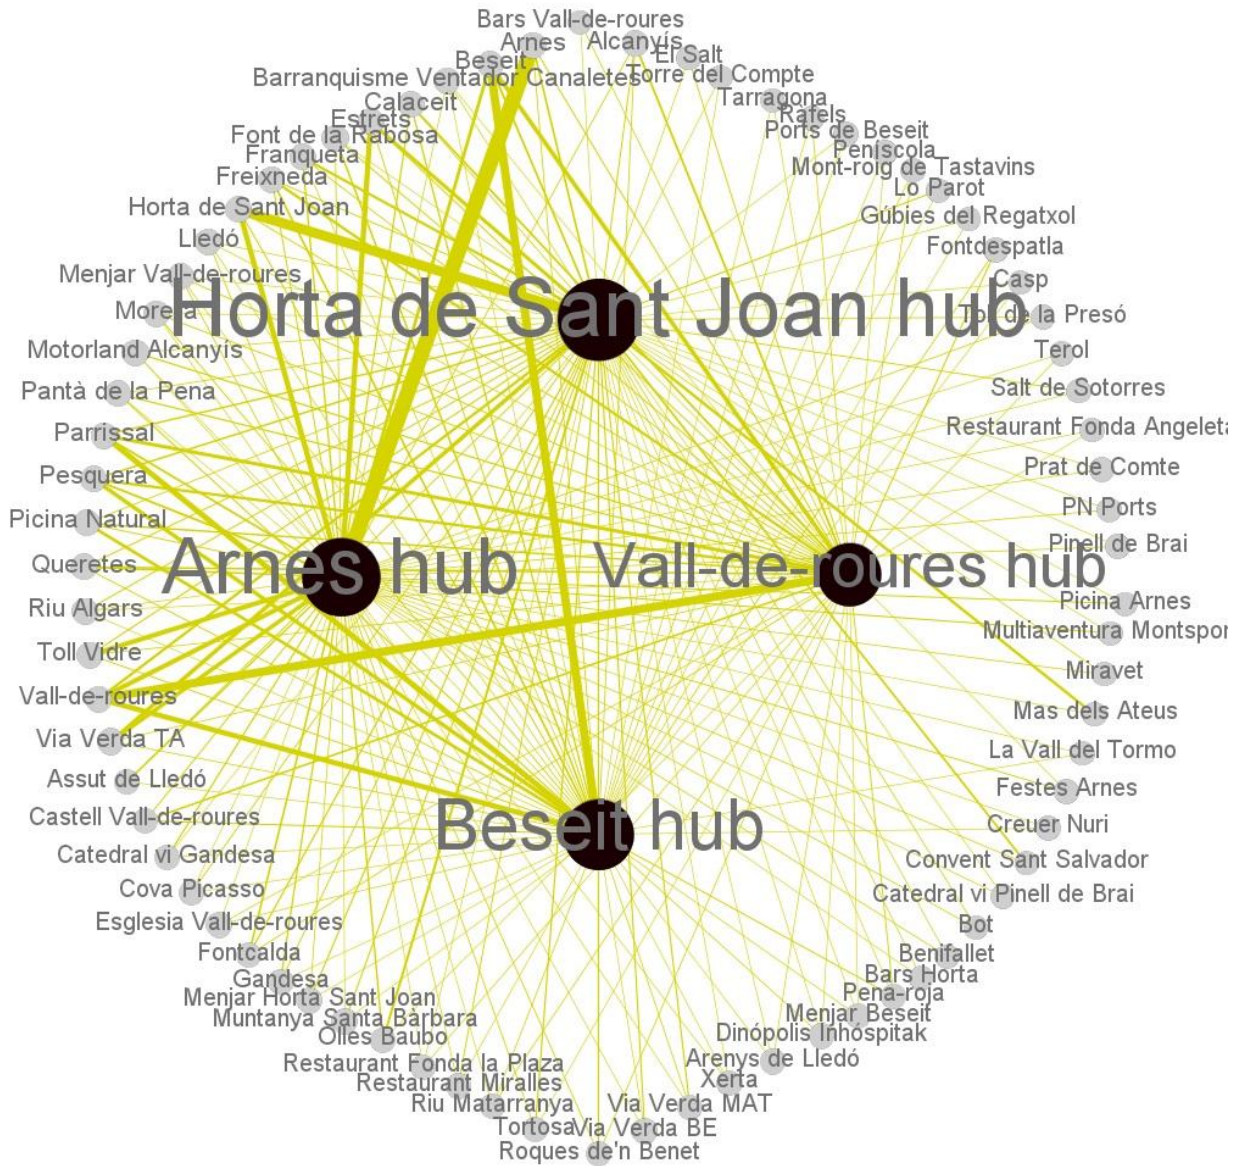 Bars Vall-de-roures
Arnes
Alcanyís
Beseit
El Salt
Barranquisme Ventador Canaletes
Torre del Compte
Calaceit
Tarragona
Estrets
Rafels
Font de la Rabosa
Ports de Beseit
Franqueta
Peníscola
Freixneda
Mont-roig de Tastavins
Lo Parot
Horta de Sant Joan
Gúbies del Regatxol
Lledó
Fontdespatla
Menjar Vall-de-roures
Casp
Horta de Sant Joan hub
Morella
Toll de la Presó
Motorland Alcanyís
Terol
Pantà de la Pena
Salt de Sotorres
Parrissal
Restaurant Fonda Angeleta
Pesquera
Prat de Comte
Picina Natural
PN Ports
Queretes
Arnes hub
Vall-de-roures hub
Pinell de Brai
Riu Algars
Picina Arnes
Toll Vidre
Multiaventura Montspor
Vall-de-roures
Miravet
Via Verda TA
Mas dels Ateus
Assut de Lledó
La Vall del Tormo
Castell Vall-de-roures
Festes Arnes
Beseit hub
Creuer Nuri
Catedral vi Gandesa
Convent Sant Salvador
Cova Picasso
Catedral vi Pinell de Brai
Esglesia Vall-de-roures
Bot
Fontcalda
Benifallet
Gandesa
Bars Horta
Menjar Horta Sant Joan
Pena-roja
Muntanya Santa Bàrbara
Menjar Beseit
Olles Baubo
Dinópolis Inhòspitak
Restaurant Fonda la Plaza
Arenys de Lledó
Restaurant Miralles
Xerta
Riu Matarranya
Via Verda MAT
Tortosa
Via Verda BE
Roques de'n Benet